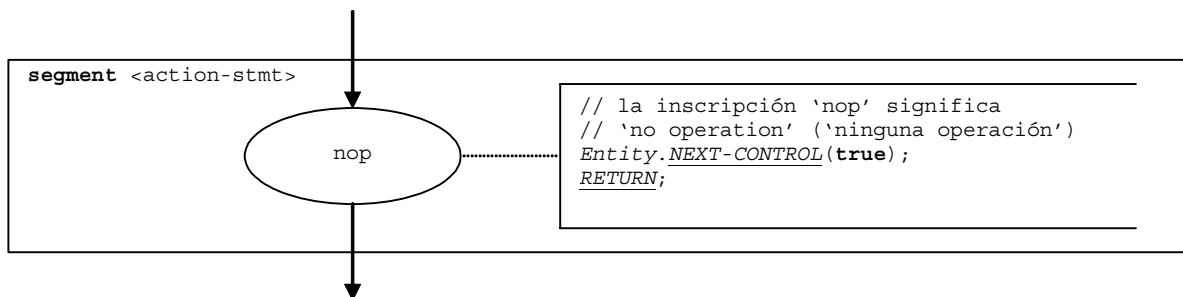 segment <action-stmt>
nop
// la inscripción ‘nop’ significa
// ‘no operation’ (‘ninguna operación’)
Entity.NEXT-CONTROL(true);
RETURN;